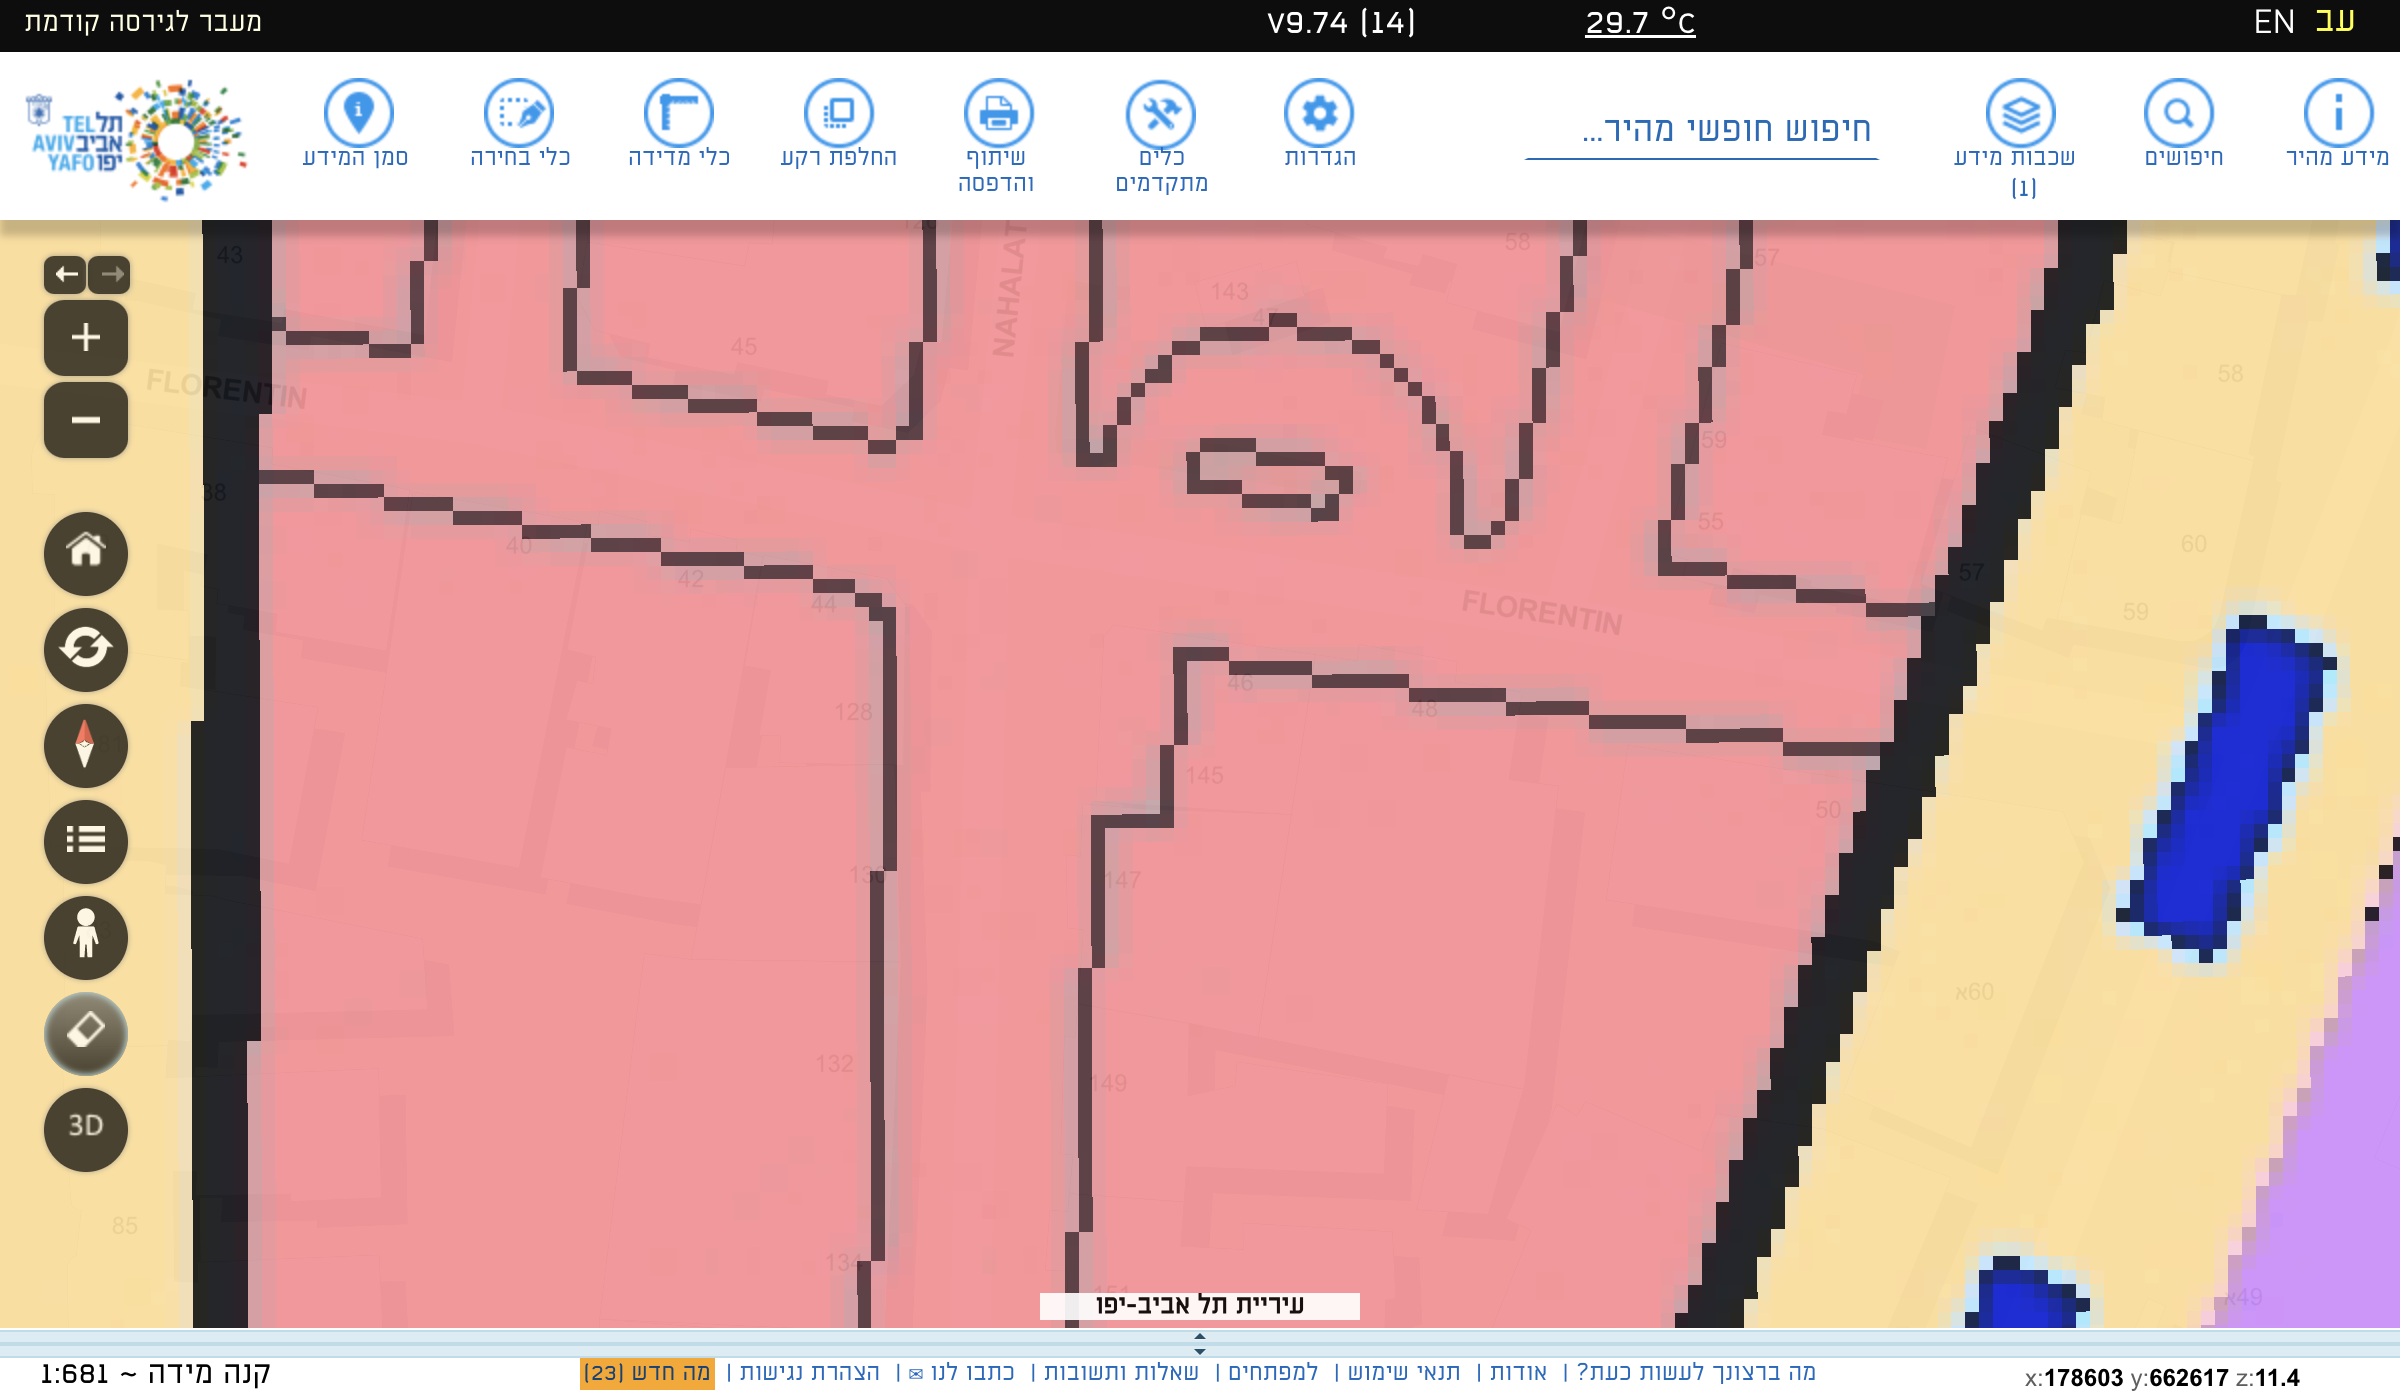 עב EN
29.7 °C
V9.74 (14)
מעבר לגירסה קודמת
מידע מהיר
חיפושים
שכבות מידע
(1)
חיפוש חופשי מהיר...
הגדרות
כלים
מתקדמים
שיתוף
והדפסה
החלפת רקע
כלי מדידה
כלי בחירה
סמן המידע
תל אביב יפו
TEL AVIV YAFO
43
NAHALAT
58
57
143
45
58
FLORENTIN
59
38
55
40
60
57
42
44
59
FLORENTIN
46
128
48
145
50
130
147
60א
132
149
3D
85
134
151
49א
עיריית תל אביב-יפו
x:178603 y:662617 z:11.4
מה ברצונך לעשות כעת? | אודות | תנאי שימוש | למפתחים | שאלות ותשובות | כתבו לנו ✉ | הצהרת נגישות | מה חדש (23)
קנה מידה ~ 1:681